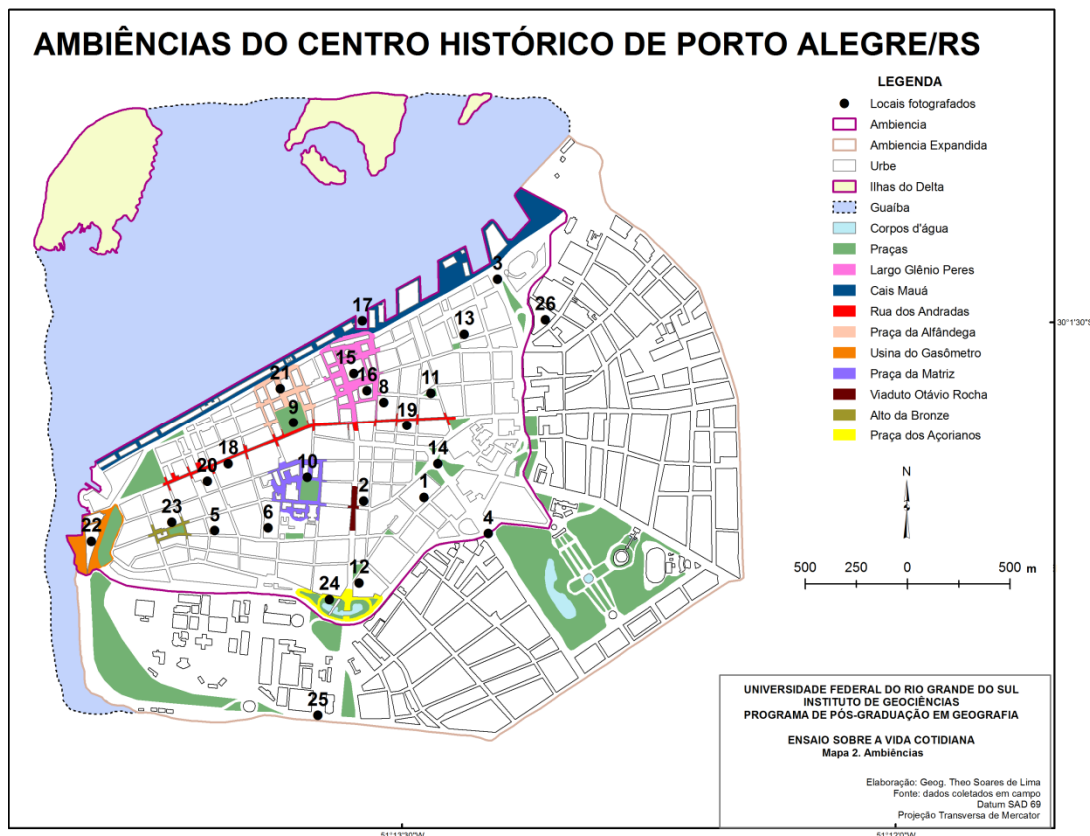 AMBIÊNCIAS DO CENTRO HISTÓRICO DE PORTO ALEGRE/RS
LEGENDA
Locais fotografados
Ambiencia
Ambiencia Expandida
Urbe
Ilhas do Delta
Guaíba
Corpos d'água
Praças
Largo Glênio Peres
Cais Mauá
Rua dos Andradas
Praça da Alfândega
Usina do Gasômetro
Praça da Matriz
Viaduto Otávio Rocha
Alto da Bronze
Praça dos Açorianos
3
17
26
13
15
21
16
8
11
9
19
18
14
20
10
2
1
23
5
6
4
22
12
24
25
30°1'30"S
N
500 250 0 500 m
UNIVERSIDADE FEDERAL DO RIO GRANDE DO SUL
INSTITUTO DE GEOCIÊNCIAS
PROGRAMA DE PÓS-GRADUAÇÃO EM GEOGRAFIA
ENSAIO SOBRE A VIDA COTIDIANA
Mapa 2. Ambiências
Elaboração: Geog. Theo Soares de Lima
Fonte: dados coletados em campo
Datum SAD 69
Projeção Transversa de Mercator
51°13'30"W
51°12'0"W